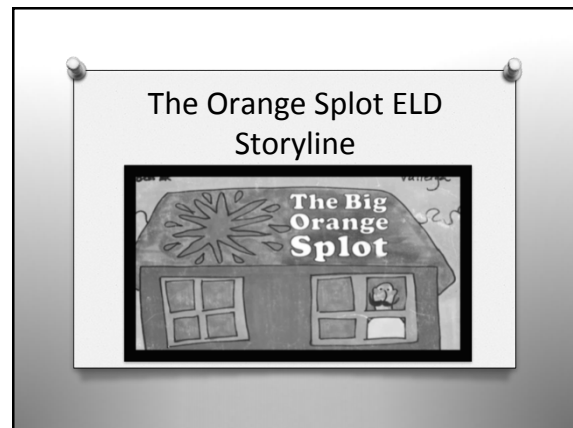 The Orange Splot ELD
Storyline
The Big
Orange
Splot